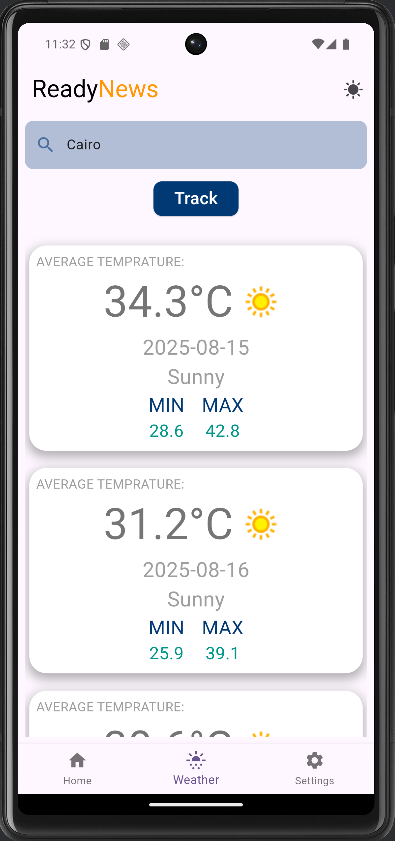 11:32
ReadyNews
Cairo
Track
AVERAGE TEMPRATURE:
34.3°C
2025-08-15
Sunny
MIN MAX
28.6 42.8
AVERAGE TEMPRATURE:
31.2°C
2025-08-16
Sunny
MIN MAX
25.9 39.1
AVERAGE TEMPRATURE:
Home Weather Settings